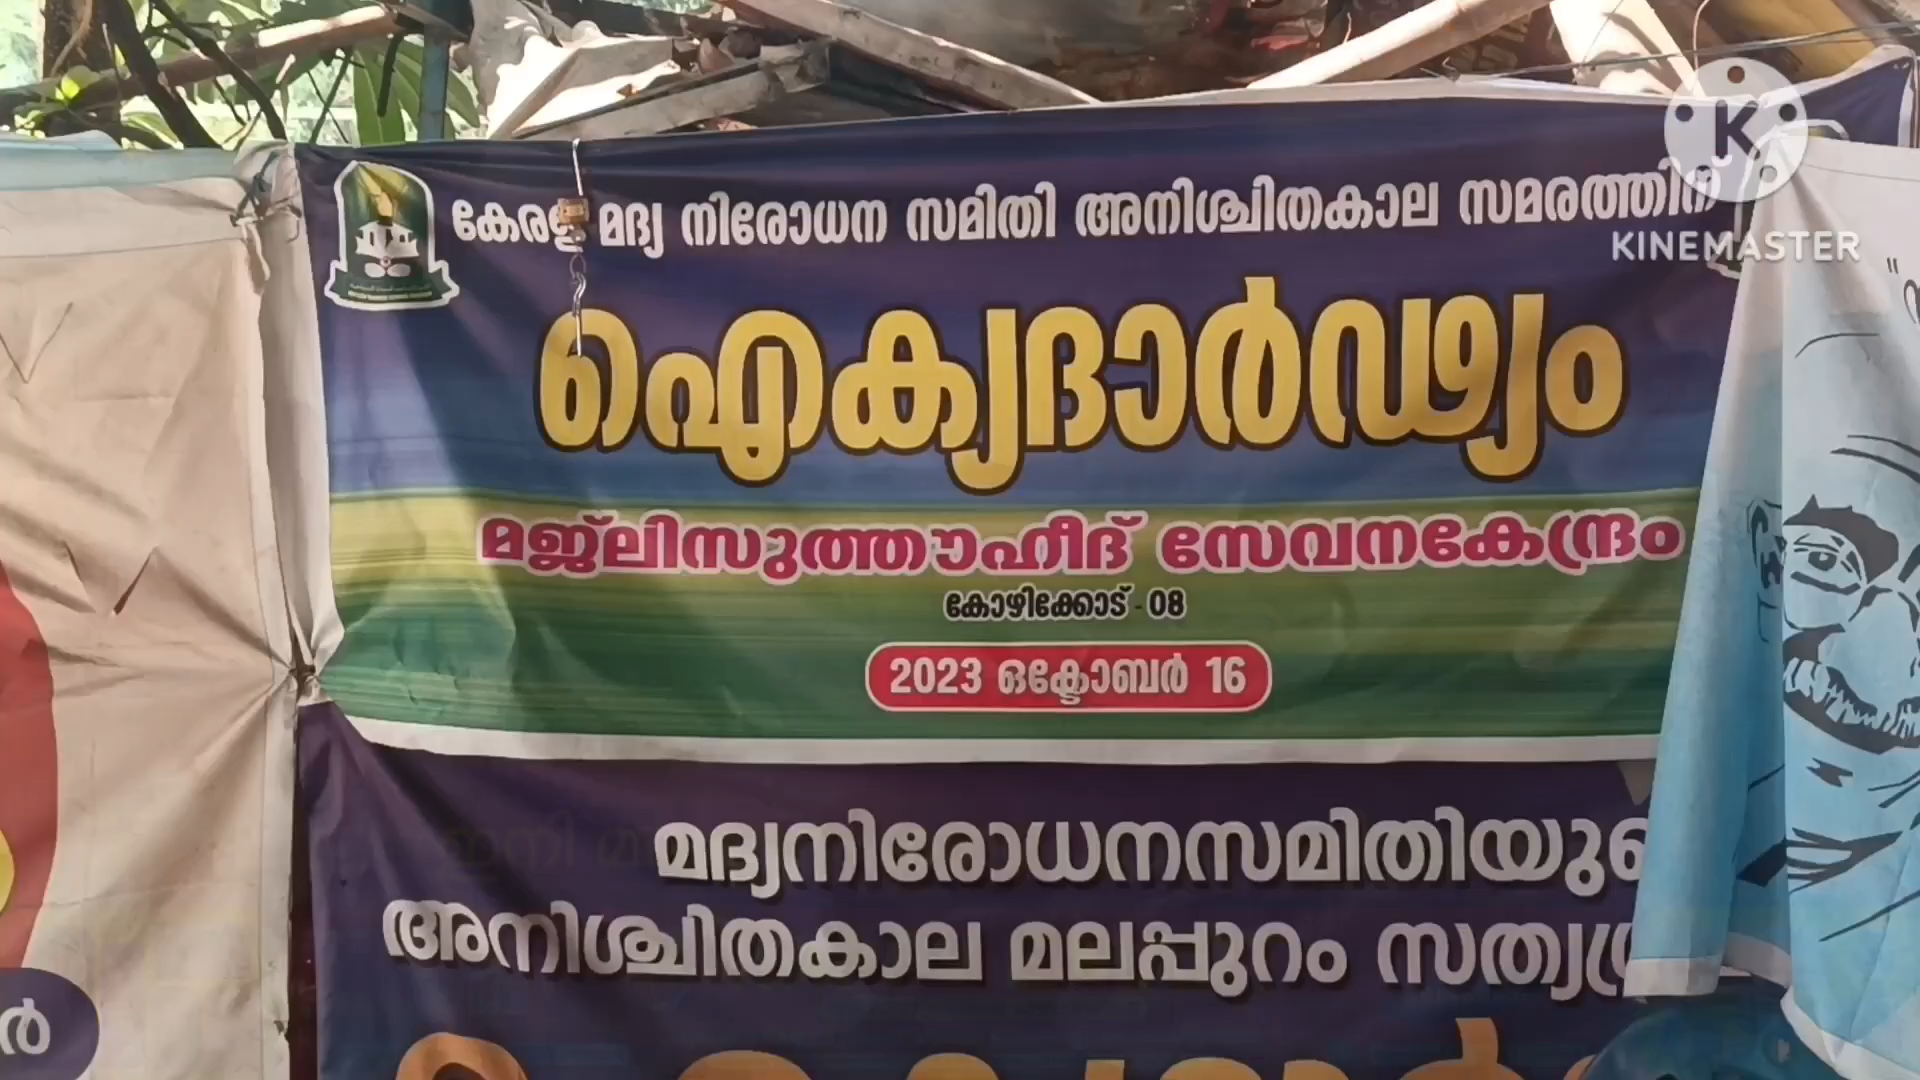 കേരള മദ്യ നിരോധന സമിതി അനിശ്ചിതകാല സമരത്തിന്
ഐക്യദാർഢ്യം
മജ്ലിസുത്തൗഹീദ് സേവനകേന്ദ്രം
കോഴിക്കോട് - 08
2023 ഒക്ടോബർ 16
മദ്യനിരോധനസമിതിയുടെ
അനിശ്ചിതകാല മലപ്പുറം
K
KINEMASTER